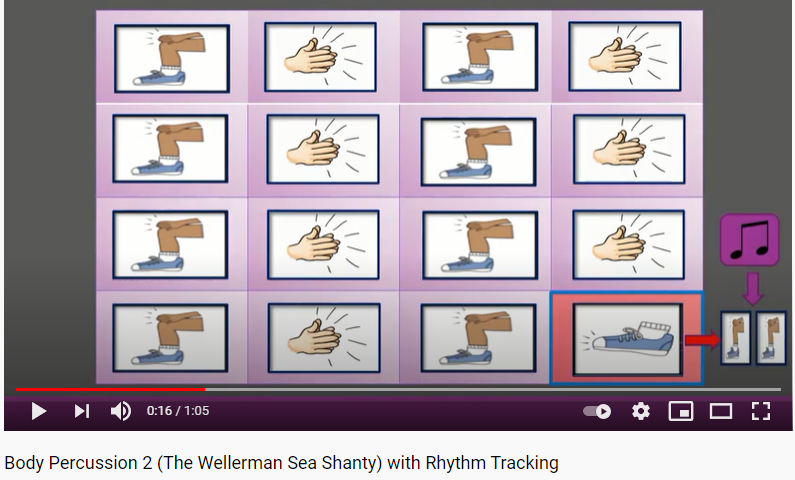 0:16 / 1:05
Body Percussion 2 (The Wellerman Sea Shanty) with Rhythm Tracking